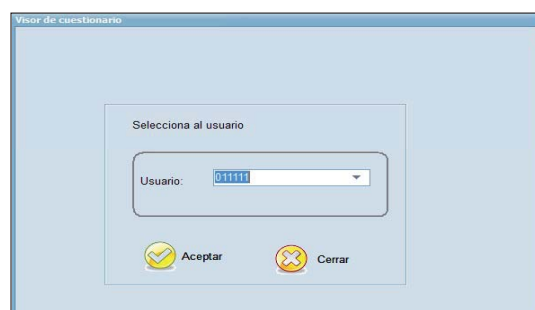 Visor de cuestionario
Selecciona al usuario
Usuario: 011111
Aceptar Cerrar